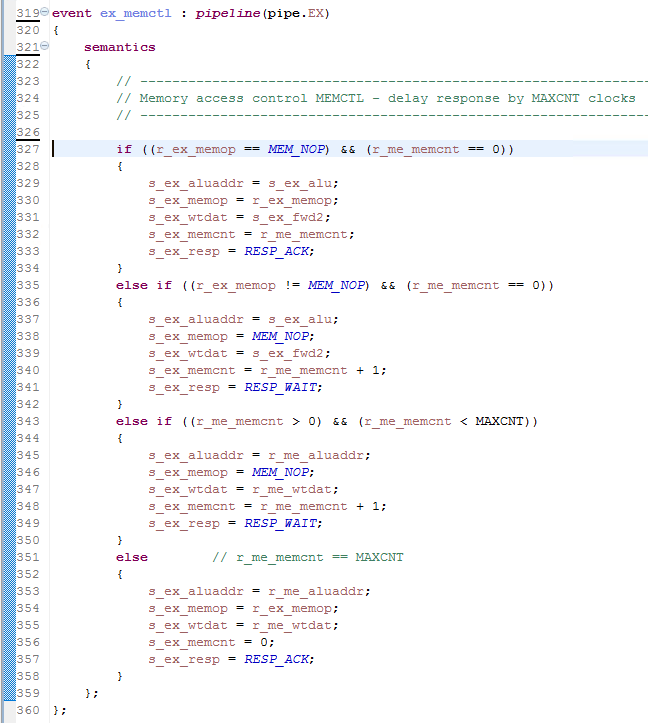 319 event ex_memctl : pipeline(pipe.EX)
320 {
321 semantics
322 {
323 // ----------------------------------------------------------------
324 // Memory access control MEMCTL - delay response by MAXCNT clocks
325 // ----------------------------------------------------------------
326
327 if ((r_ex_memop == MEM_NOP) && (r_me_memcnt == 0))
328 {
329 s_ex_aluaddr = s_ex_alu;
330 s_ex_memop = r_ex_memop;
331 s_ex_wtdat = s_ex_fwd2;
332 s_ex_memcnt = r_me_memcnt;
333 s_ex_resp = RESP_ACK;
334 }
335 else if ((r_ex_memop != MEM_NOP) && (r_me_memcnt == 0))
336 {
337 s_ex_aluaddr = s_ex_alu;
338 s_ex_memop = MEM_NOP;
339 s_ex_wtdat = s_ex_fwd2;
340 s_ex_memcnt = r_me_memcnt + 1;
341 s_ex_resp = RESP_WAIT;
342 }
343 else if ((r_me_memcnt > 0) && (r_me_memcnt < MAXCNT))
344 {
345 s_ex_aluaddr = r_me_aluaddr;
346 s_ex_memop = MEM_NOP;
347 s_ex_wtdat = r_me_wtdat;
348 s_ex_memcnt = r_me_memcnt + 1;
349 s_ex_resp = RESP_WAIT;
350 }
351 else // r_me_memcnt == MAXCNT
352 {
353 s_ex_aluaddr = r_me_aluaddr;
354 s_ex_memop = r_ex_memop;
355 s_ex_wtdat = r_me_wtdat;
356 s_ex_memcnt = 0;
357 s_ex_resp = RESP_ACK;
358 }
359 };
360 };